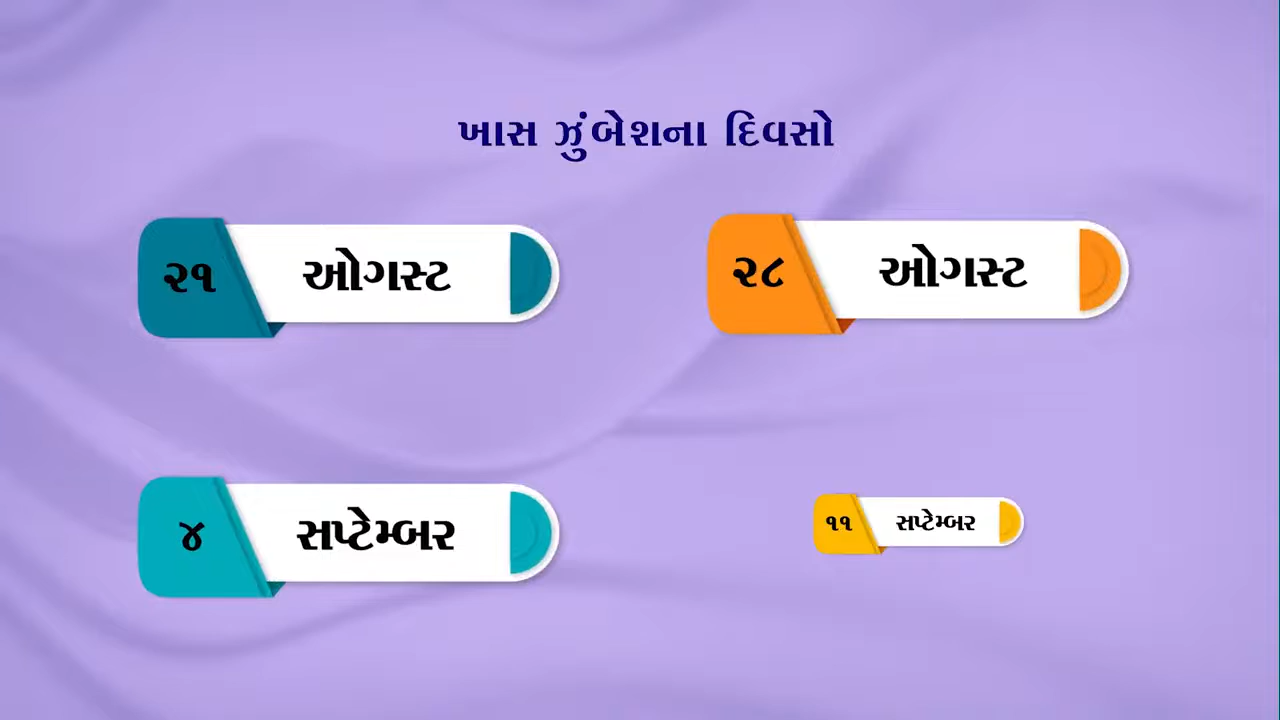 ખાસ ઝુંબેશના દિવસો
૨૧ ઓગસ્ટ
૨૮ ઓગસ્ટ
૪ સપ્ટેમ્બર
૧૧ સપ્ટેમ્બર